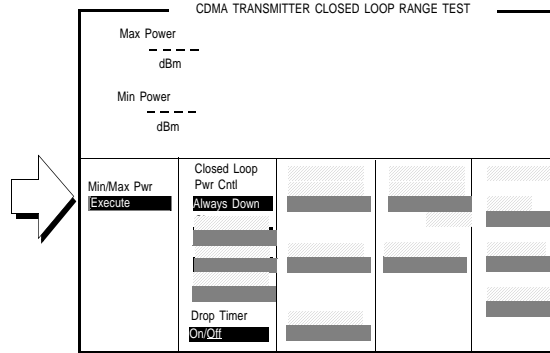 CDMA TRANSMITTER CLOSED LOOP RANGE TEST
Max Power
dBm
Min Power
dBm
Min/Max Pwr
Execute
Closed Loop
Pwr Cntl
Always Down
Drop Timer
On/Off